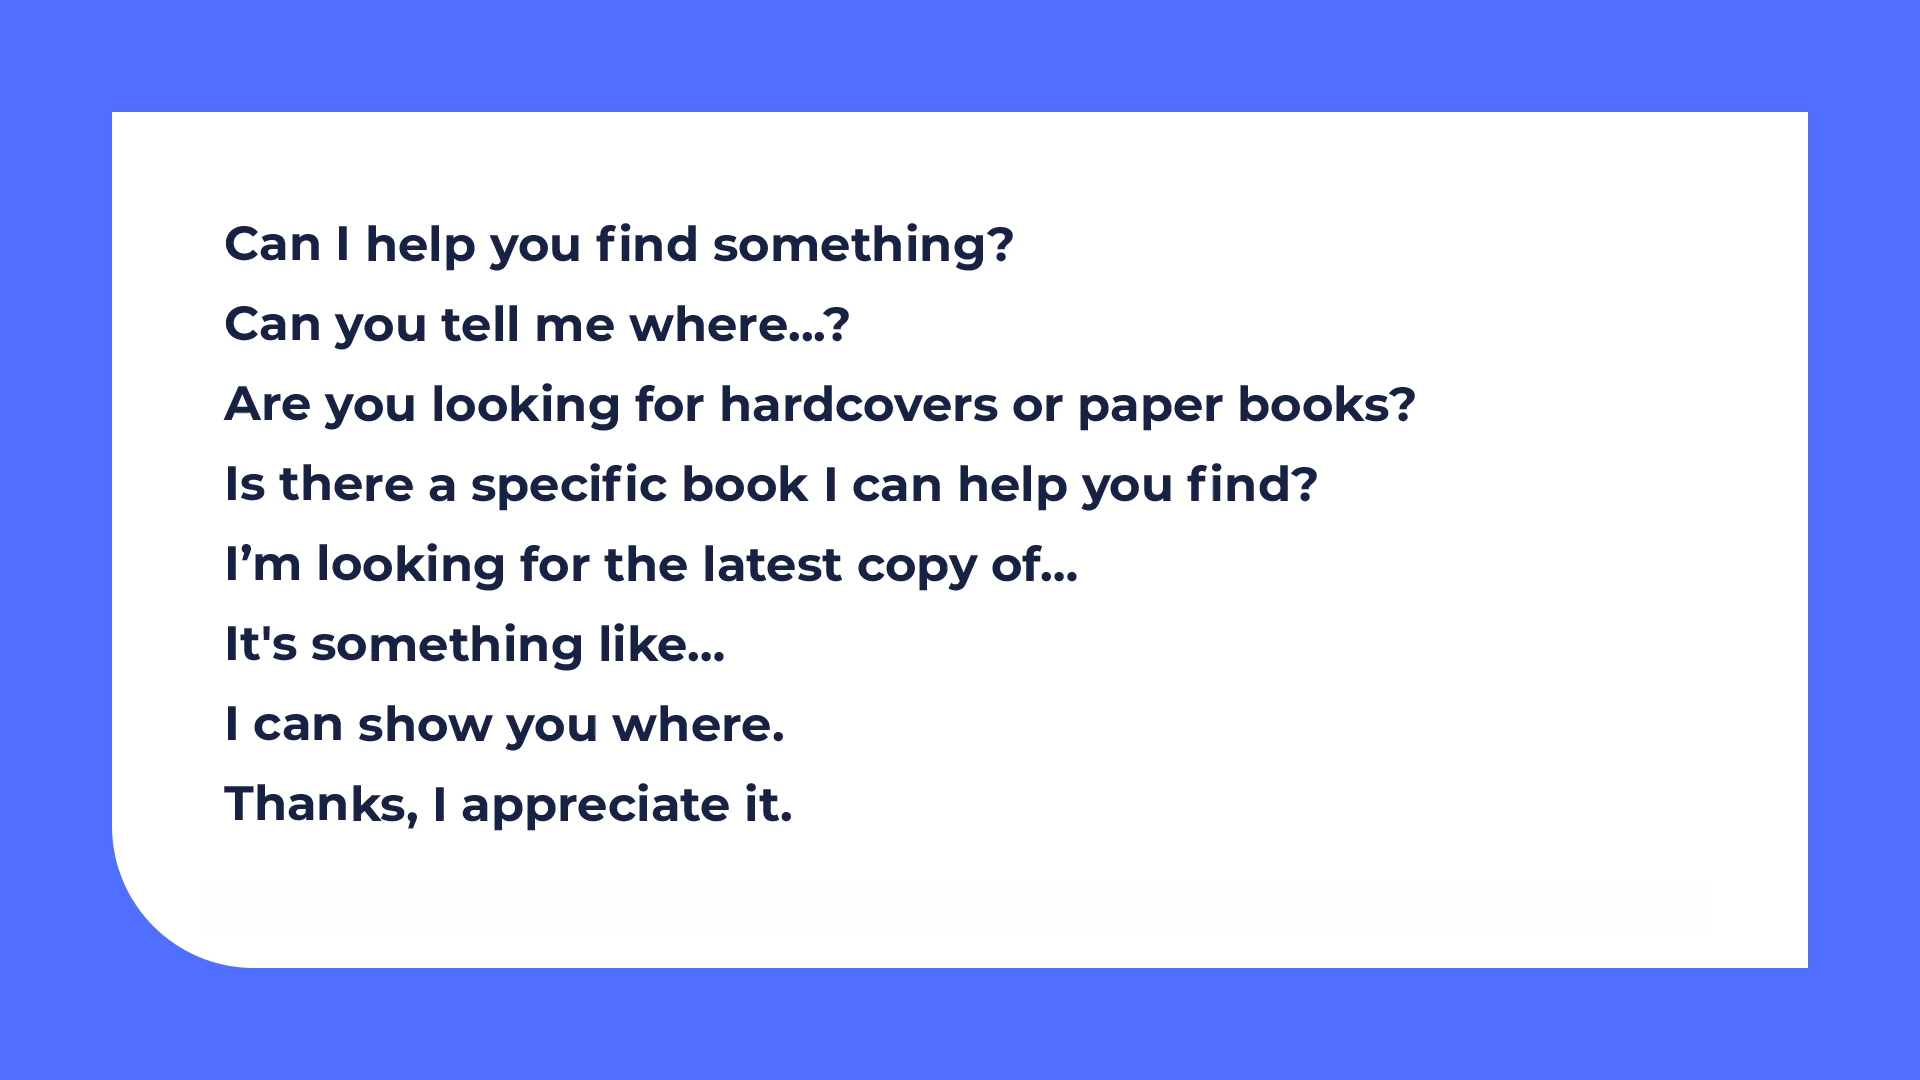 Can I help you find something?
Can you tell me where...?
Are you looking for hardcovers or paper books?
Is there a specific book I can help you find?
I’m looking for the latest copy of...
It's something like...
I can show you where.
Thanks, I appreciate it.